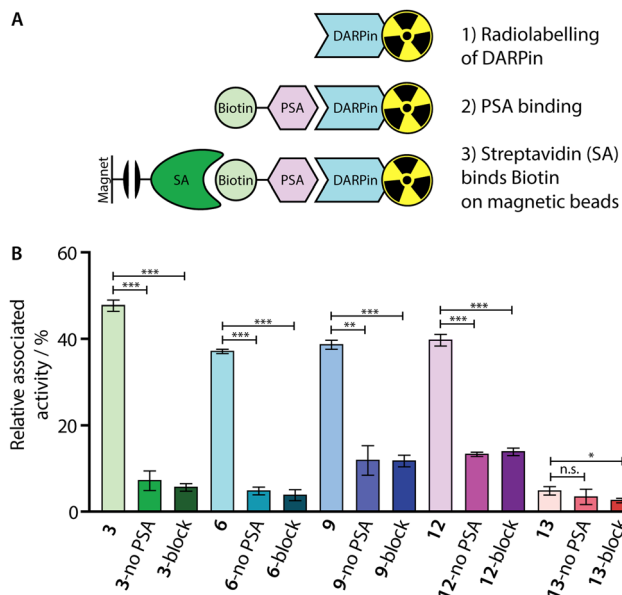 A
DARPin
1) Radiolabelling
of DARPin
Biotin
PSA
DARPin
2) PSA binding
Magnet
SA
Biotin
PSA
DARPin
3) Streptavidin (SA)
binds Biotin
on magnetic beads
B
Relative associated
activity / %
60
40
20
0
***
***
***
***
***
**
***
***
*
n.s.
3
3-no PSA
3-block
6
6-no PSA
6-block
9
9-no PSA
9-block
12
12-no PSA
12-block
13
13-no PSA
13-block